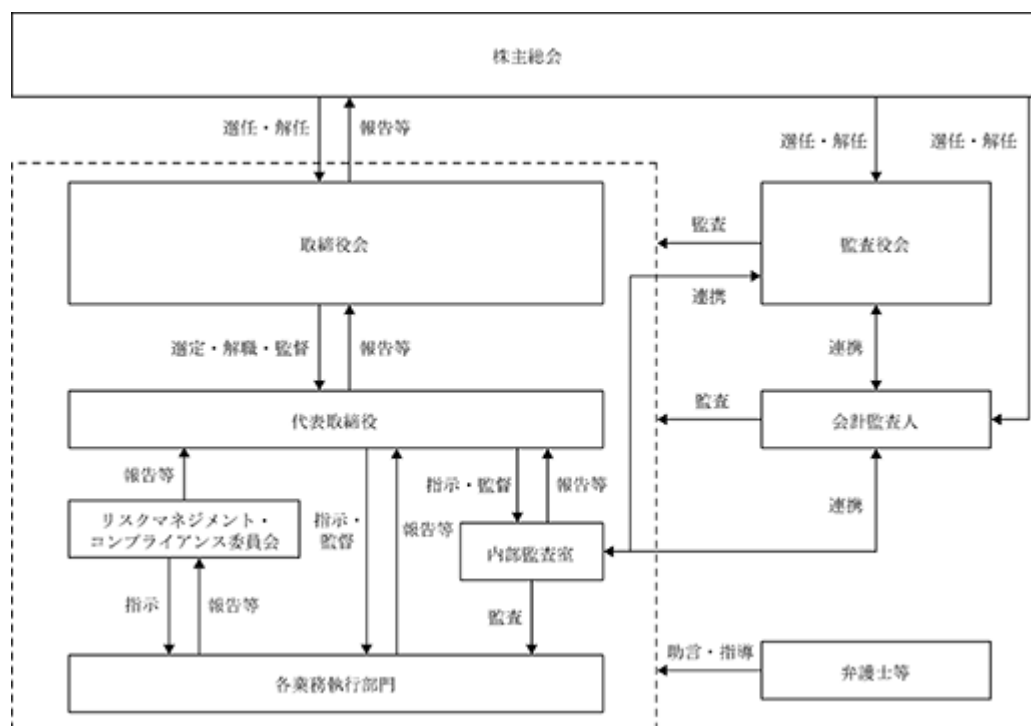 株主総会
選任・解任
報告等
選任・解任
選任・解任
取締役会
監査
監査役会
連携
選定・解職・監督
報告等
連携
代表取締役
監査
会計監査人
報告等
指示・監督
報告等
リスクマネジメント・
コンプライアンス委員会
指示・
監督
報告等
連携
内部監査室
指示
報告等
監査
助言・指導
各業務執行部門
弁護士等